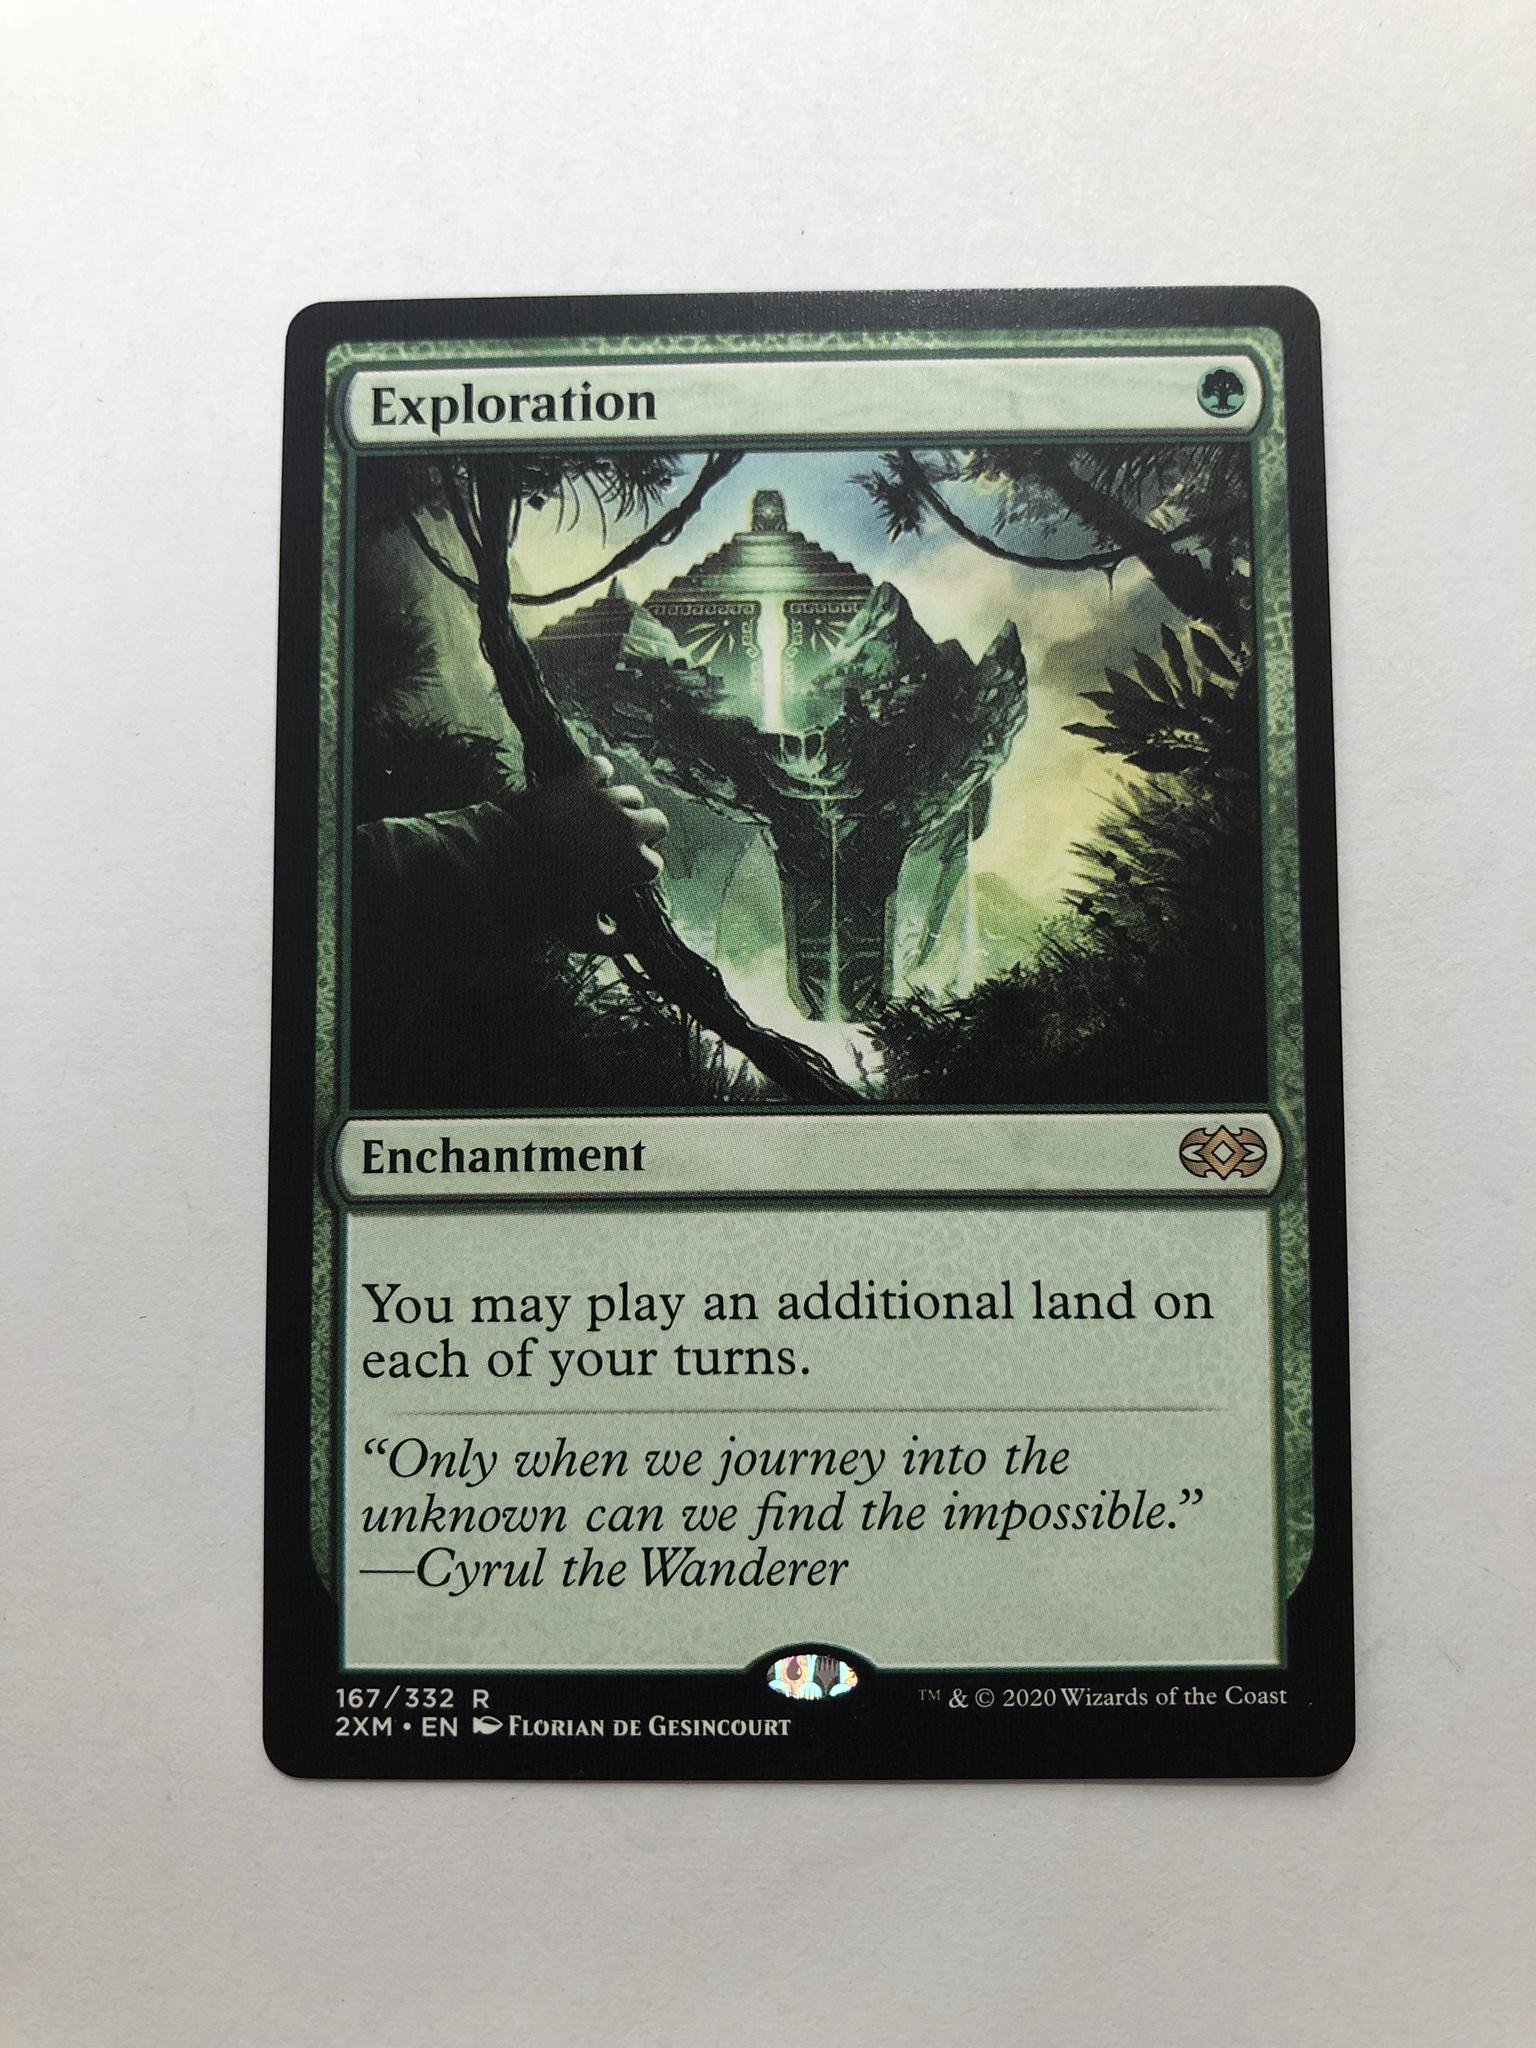 Exploration
Enchantment
You may play an additional land on
each of your turns.
“Only when we journey into the
unknown can we find the impossible.”
—Cyrul the Wanderer
167/332 R
™ & © 2020 Wizards of the Coast
2XM • EN Florian de Gesincourt